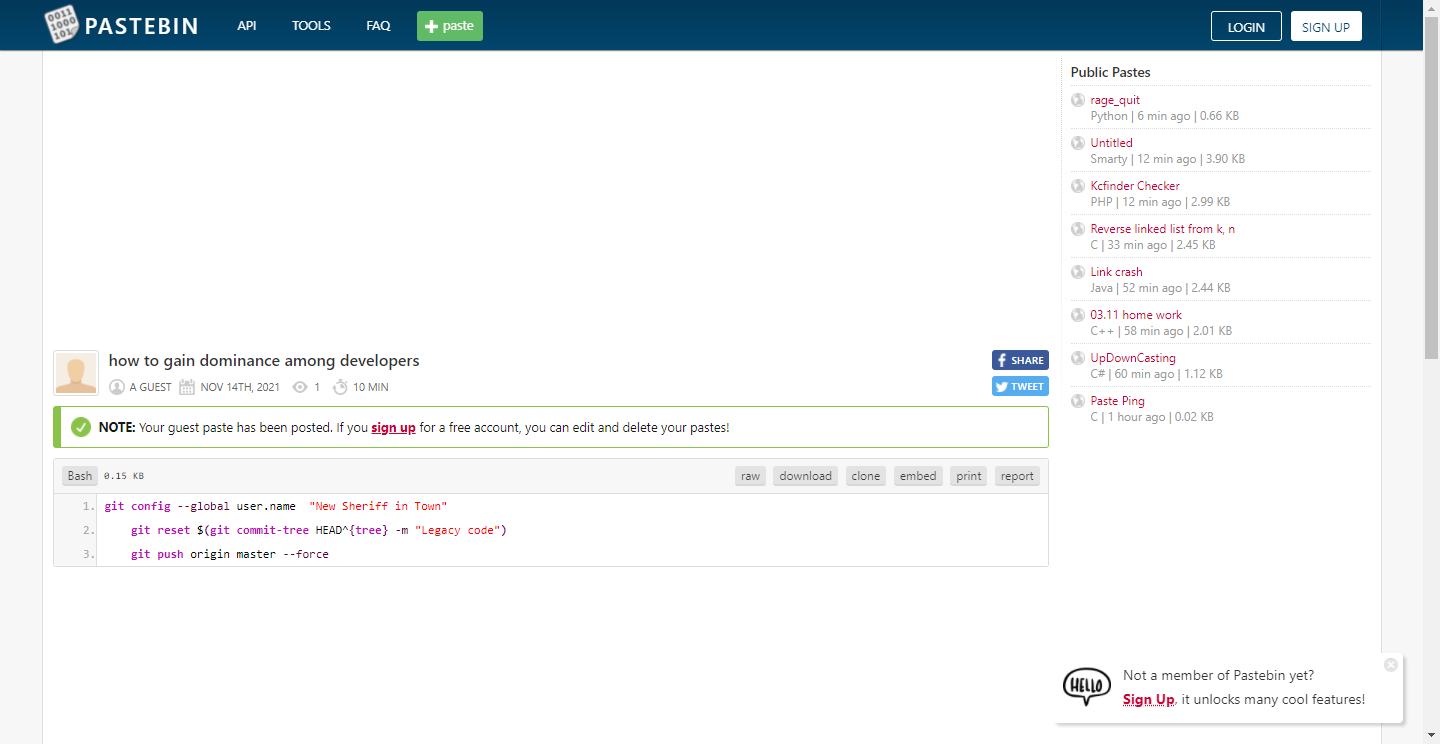 0011
1000
101
PASTEBIN API TOOLS FAQ + paste LOGIN SIGN UP
how to gain dominance among developers
A GUEST NOV 14TH, 2021 1 10 MIN
SHARE
TWEET
NOTE: Your guest paste has been posted. If you sign up for a free account, you can edit and delete your pastes!
Bash 0.15 KB raw download clone embed print report
1. git config --global user.name  "New Sheriff in Town"
2.     git reset $(git commit-tree HEAD^{tree} -m "Legacy code")
3.     git push origin master --force
Public Pastes
rage_quit
Python | 6 min ago | 0.66 KB
Untitled
Smarty | 12 min ago | 3.90 KB
Kcfinder Checker
PHP | 12 min ago | 2.99 KB
Reverse linked list from k, n
C | 33 min ago | 2.45 KB
Link crash
Java | 52 min ago | 2.44 KB
03.11 home work
C++ | 58 min ago | 2.01 KB
UpDownCasting
C# | 60 min ago | 1.12 KB
Paste Ping
C | 1 hour ago | 0.02 KB
HELLO
Not a member of Pastebin yet?
Sign Up, it unlocks many cool features!